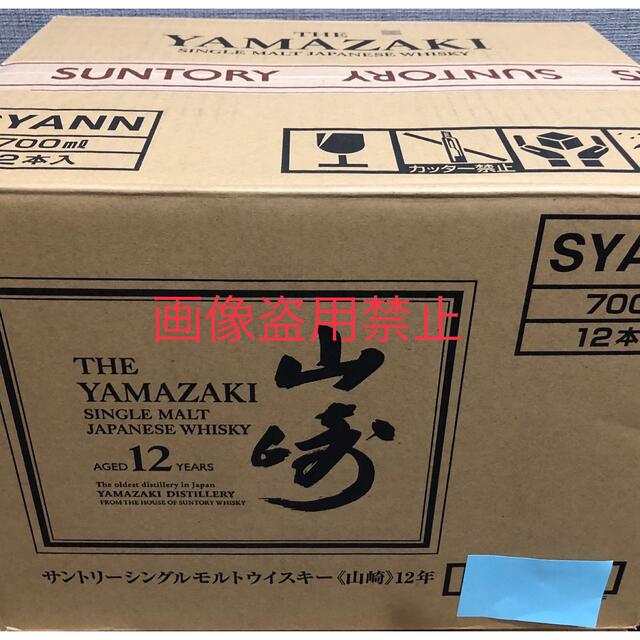 THE
YAMAZAKI
SINGLE MALT JAPANESE WHISKY
SUNTORY SUNTORY S
SYANN
700㎖
2本入
カッター禁止
SYA
700
12本
画像盗用禁止
THE
YAMAZAKI
SINGLE MALT
JAPANESE WHISKY
AGED 12 YEARS
The oldest distillery in Japan
YAMAZAKI DISTILLERY
FROM THE HOUSE OF SUNTORY WHISKY
山崎
サントリーシングルモルトウイスキー《山崎》12年